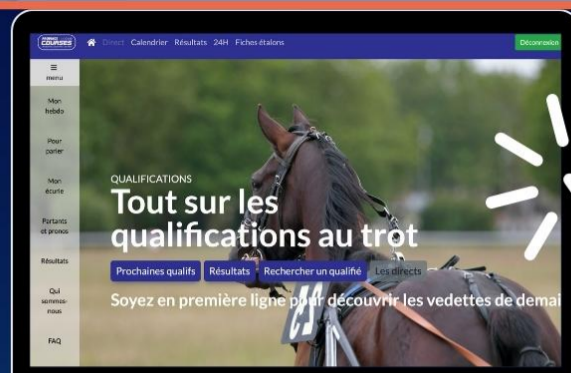 COURSES
Direct Calendrier Résultats 24H Fiches étalons
Déconnexion
menu
Mon
hebdo
Pour
parier
Mon
écurie
Partants
et pronos
Résultats
Qui
sommes-
nous
FAQ
QUALIFICATIONS
Tout sur les
qualifications au trot
Prochaines qualifs Résultats Rechercher un qualifié Les directs
Soyez en première ligne pour découvrir les vedettes de demai